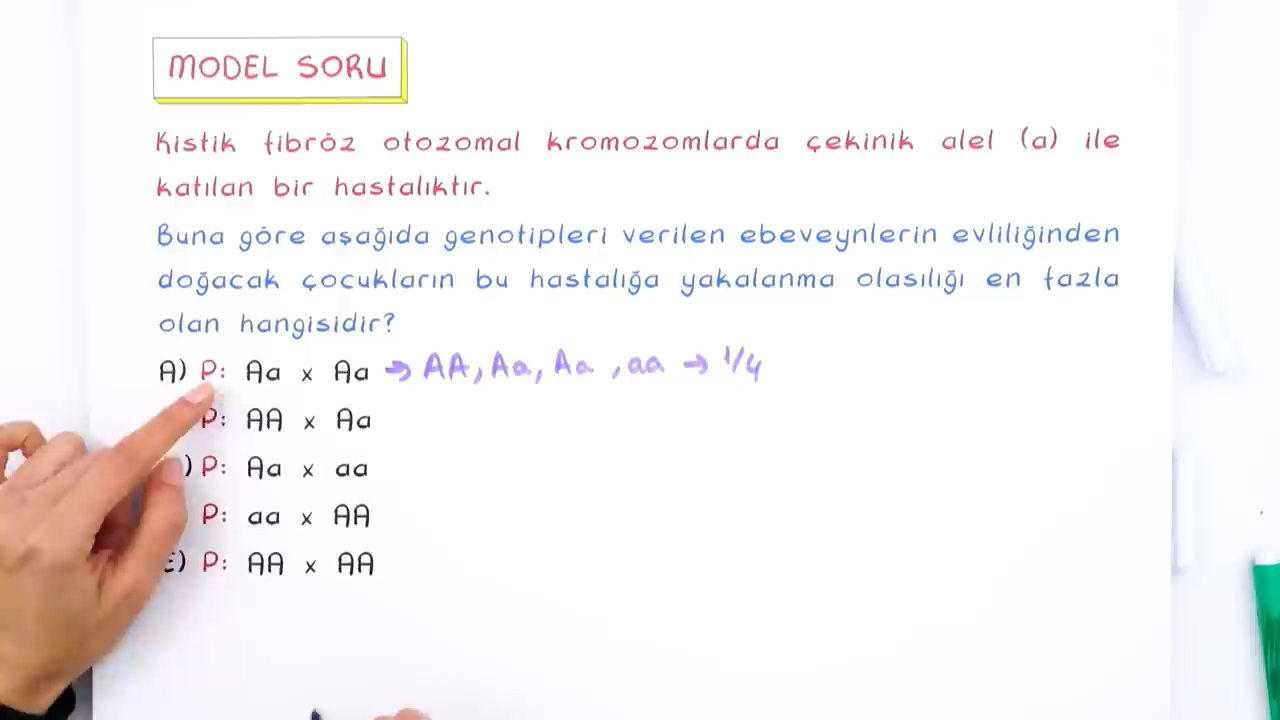 MODEL SORU
Kistik fibröz otozomal kromozomlarda çekinik alel (a) ile
katılan bir hastalıktır.
Buna göre aşağıda genotipleri verilen ebeveynlerin evliliğinden
doğacak çocukların bu hastalığa yakalanma olasılığı en fazla
olan hangisidir?
A) P: Aa x Aa → AA, Aa, Aa, aa → 1/4
P: AA x Aa
) P: Aa x aa
P: aa x AA
E) P: AA x AA